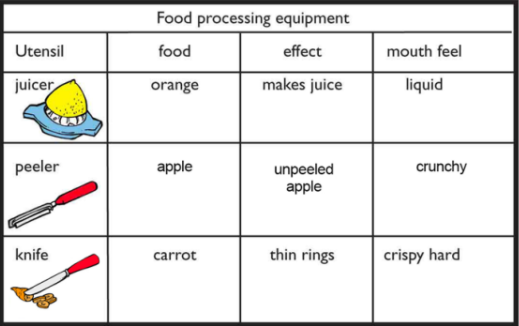 Food processing equipment
Utensil food effect mouth feel
juicer orange makes juice liquid
peeler apple unpeeled apple crunchy
knife carrot thin rings crispy hard